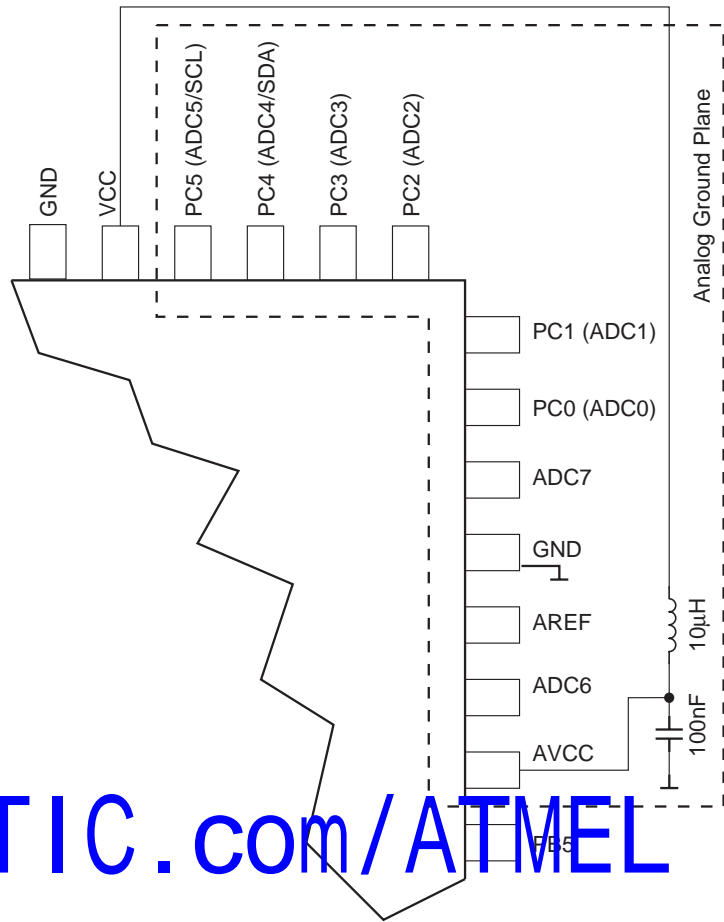 GND
VCC
PC5 (ADC5/SCL)
PC4 (ADC4/SDA)
PC3 (ADC3)
PC2 (ADC2)
Analog Ground Plane
PC1 (ADC1)
PC0 (ADC0)
ADC7
GND
AREF
ADC6
AVCC
10µH
100nF
PB5
TIC.com/ATMEL